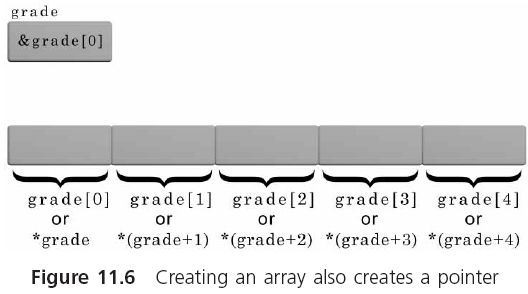 grade
&grade[0]
grade[0] grade[1] grade[2] grade[3] grade[4]
or or or or or
*grade *(grade+1) *(grade+2) *(grade+3) *(grade+4)
Figure 11.6 Creating an array also creates a pointer